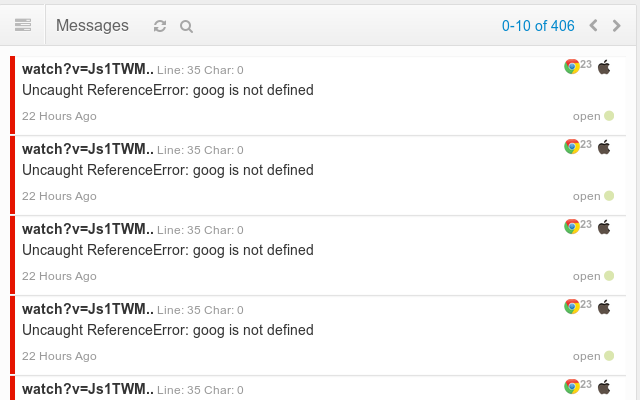 Messages 0-10 of 406
watch?v=Js1TWM.. Line: 35 Char: 0 23
Uncaught ReferenceError: goog is not defined
22 Hours Ago open
watch?v=Js1TWM.. Line: 35 Char: 0 23
Uncaught ReferenceError: goog is not defined
22 Hours Ago open
watch?v=Js1TWM.. Line: 35 Char: 0 23
Uncaught ReferenceError: goog is not defined
22 Hours Ago open
watch?v=Js1TWM.. Line: 35 Char: 0 23
Uncaught ReferenceError: goog is not defined
22 Hours Ago open
watch?v=Js1TWM.. Line: 35 Char: 0 23